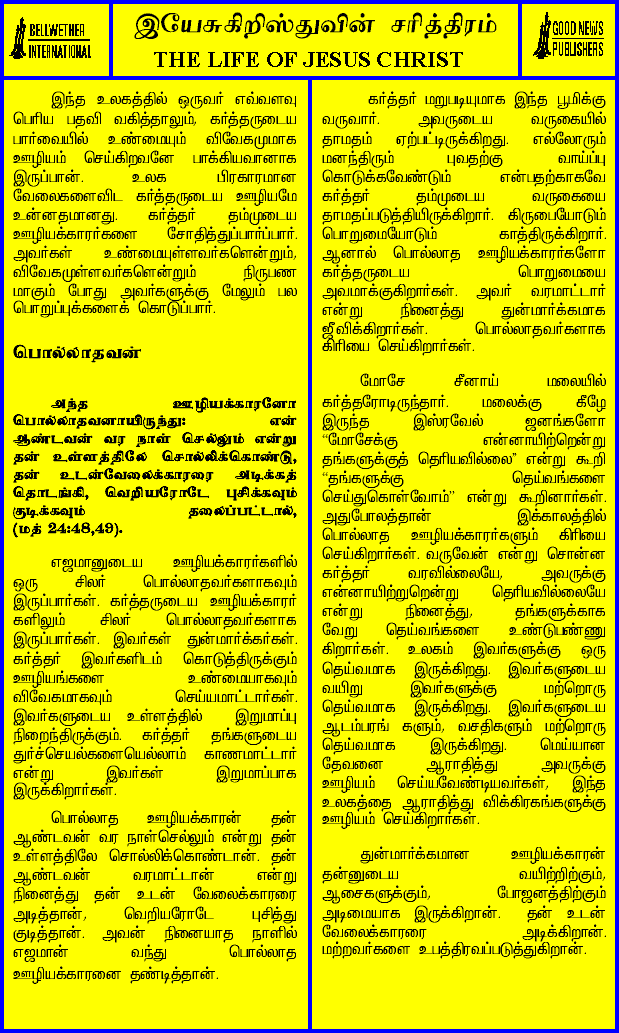 BELLWETHER
INTERNATIONAL
இயேசுகிறிஸ்துவின் சரித்திரம்
THE LIFE OF JESUS CHRIST
GOOD NEWS
PUBLISHERS
இந்த உலகத்தில் ஒருவர் எவ்வளவு
பெரிய பதவி வகித்தாலும், கர்த்தருடைய
பார்வையில் உண்மையும் விவேகமுமாக
ஊழியம் செய்கிறவனே பாக்கியவானாக
இருப்பான். உலக பிரகாரமான
வேலைகளைவிட கர்த்தருடைய ஊழியமே
உன்னதமானது. கர்த்தர் தம்முடைய
ஊழியக்காரர்களை சோதித்துப்பார்ப்பார்.
அவர்கள் உண்மையுள்ளவர்களென்றும்,
விவேகமுள்ளவர்களென்றும் நிருபண
மாகும் போது அவர்களுக்கு மேலும் பல
பொறுப்புக்களைக் கொடுப்பார்.
பொல்லாதவன்
அந்த ஊழியக்காரனோ
பொல்லாதவனாயிருந்து: என்
ஆண்டவன் வர நாள் செல்லும் என்று
தன் உள்ளத்திலே சொல்லிக்கொண்டு,
தன் உடன்வேலைக்காரரை அடிக்கத்
தொடங்கி, வெறியரோடே புசிக்கவும்
குடிக்கவும் தலைப்பட்டால்,
(மத் 24:48,49).
எஜமானுடைய ஊழியக்காரர்களில்
ஒரு சிலர் பொல்லாதவர்களாகவும்
இருப்பார்கள். கர்த்தருடைய ஊழியக்காரர்
களிலும் சிலர் பொல்லாதவர்களாக
இருப்பார்கள். இவர்கள் துன்மார்க்கர்கள்.
கர்த்தர் இவர்களிடம் கொடுத்திருக்கும்
ஊழியங்களை உண்மையாகவும்
விவேகமாகவும் செய்யமாட்டார்கள்.
இவர்களுடைய உள்ளத்தில் இறுமாப்பு
நிறைந்திருக்கும். கர்த்தர் தங்களுடைய
துர்ச்செயல்களையெல்லாம் காணமாட்டார்
என்று இவர்கள் இறுமாப்பாக
இருக்கிறார்கள்.
பொல்லாத ஊழியக்காரன் தன்
ஆண்டவன் வர நாள்செல்லும் என்று தன்
உள்ளத்திலே சொல்லிக்கொண்டான். தன்
ஆண்டவன் வரமாட்டான் என்று
நினைத்து தன் உடன் வேலைக்காரரை
அடித்தான், வெறியரோடே புசித்து
குடித்தான். அவன் நினையாத நாளில்
எஜமான் வந்து பொல்லாத
ஊழியக்காரனை தண்டித்தான்.
கர்த்தர் மறுபடியுமாக இந்த பூமிக்கு
வருவார். அவருடைய வருகையில்
தாமதம் ஏற்பட்டிருக்கிறது. எல்லோரும்
மனந்திரும் புவதற்கு வாய்ப்பு
கொடுக்கவேண்டும் என்பதற்காகவே
கர்த்தர் தம்முடைய வருகையை
தாமதப்படுத்தியிருக்கிறார். கிருபையோடும்
பொறுமையோடும் காத்திருக்கிறார்.
ஆனால் பொல்லாத ஊழியக்காரர்களோ
கர்த்தருடைய பொறுமையை
அவமாக்குகிறார்கள். அவர் வரமாட்டார்
என்று நினைத்து துன்மார்க்கமாக
ஜீவிக்கிறார்கள். பொல்லாதவர்களாக
கிரியை செய்கிறார்கள்.
மோசே சீனாய் மலையில்
கர்த்தரோடிருந்தார். மலைக்கு கீழே
இருந்த இஸ்ரவேல் ஜனங்களோ
“மோசேக்கு என்னாயிற்றென்று
தங்களுக்குத் தெரியவில்லை” என்று கூறி
“தங்களுக்கு தெய்வங்களை
செய்துகொள்வோம்” என்று கூறினார்கள்.
அதுபோலத்தான் இக்காலத்தில்
பொல்லாத ஊழியக்காரர்களும் கிரியை
செய்கிறார்கள். வருவேன் என்று சொன்ன
கர்த்தர் வரவில்லையே, அவருக்கு
என்னாயிற்றுறென்று தெரியவில்லையே
என்று நினைத்து, தங்களுக்காக
வேறு தெய்வங்களை உண்டுபண்ணு
கிறார்கள். உலகம் இவர்களுக்கு ஒரு
தெய்வமாக இருக்கிறது. இவர்களுடைய
வயிறு இவர்களுக்கு மற்றொரு
தெய்வமாக இருக்கிறது. இவர்களுடைய
ஆடம்பரங் களும், வசதிகளும் மற்றொரு
தெய்வமாக இருக்கிறது. மெய்யான
தேவனை ஆராதித்து அவருக்கு
ஊழியம் செய்யவேண்டியவர்கள், இந்த
உலகத்தை ஆராதித்து விக்கிரகங்களுக்கு
ஊழியம் செய்கிறார்கள்.
துன்மார்க்கமான ஊழியக்காரன்
தன்னுடைய வயிற்றிற்கும்,
ஆசைகளுக்கும், போஜனத்திற்கும்
அடிமையாக இருக்கிறான். தன் உடன்
வேலைக்காரரை அடிக்கிறான்.
மற்றவர்களை உபத்திரவப்படுத்துகிறான்.